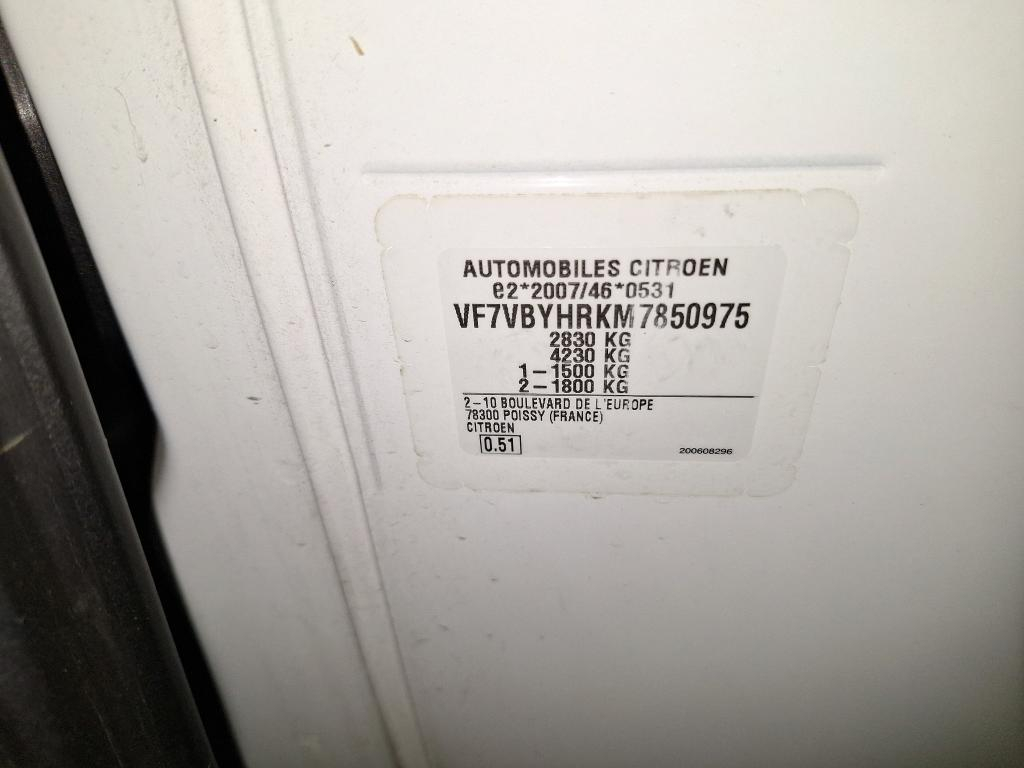 AUTOMOBILES CITROEN
e2*2007/46*0531
VF7VBYHRKM7850975
2830 KG
4230 KG
1-1500 KG
2-1800 KG
2-10 BOULEVARD DE L'EUROPE
78300 POISSY (FRANCE)
CITROEN
0.51
200608296